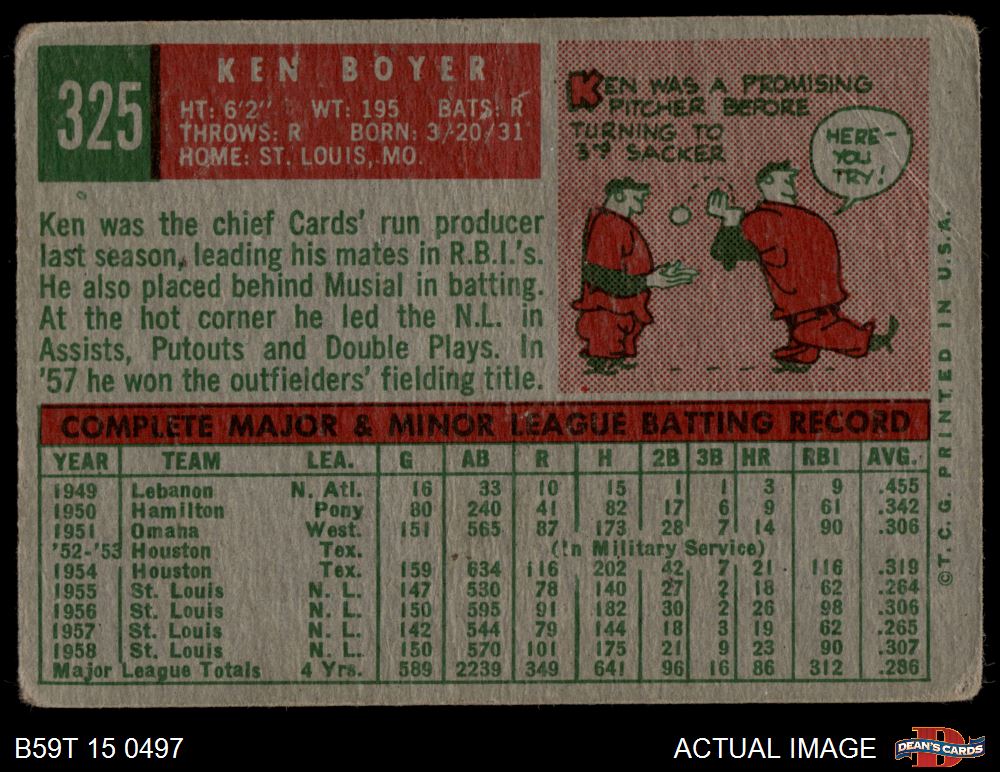 325
KEN BOYER
HT: 6'2" WT: 195 BATS: R
THROWS: R BORN: 3/20/31
HOME: ST. LOUIS, MO.
KEN WAS A PROMISING
PITCHER BEFORE
TURNING TO
3RD SACKER
HERE-
YOU
TRY!
Ken was the chief Cards' run producer
last season, leading his mates in R.B.I.'s.
He also placed behind Musial in batting.
At the hot corner he led the N.L. in
Assists, Putouts and Double Plays. In
'57 he won the outfielders' fielding title.
COMPLETE MAJOR & MINOR LEAGUE BATTING RECORD
YEAR TEAM LEA. G AB R H 2B 3B HR RBI AVG.
1949 Lebanon N. Atl. 16 33 10 15 1 1 3 9 .455
1950 Hamilton Pony 80 240 41 82 17 6 9 61 .342
1951 Omaha West. 151 565 87 173 28 7 14 90 .306
'52-'53 Houston Tex. (In Military Service)
1954 Houston Tex. 159 634 116 202 42 7 21 116 .319
1955 St. Louis N. L. 147 530 78 140 27 2 18 62 .264
1956 St. Louis N. L. 150 595 91 182 30 2 26 98 .306
1957 St. Louis N. L. 142 544 79 144 18 3 19 62 .265
1958 St. Louis N. L. 150 570 101 175 21 9 23 90 .307
Major League Totals 4 Yrs. 589 2239 349 641 96 16 86 312 .286
©T. C. G. PRINTED IN U.S.A.
B59T 15 0497
ACTUAL IMAGE
D
DEAN'S CARDS